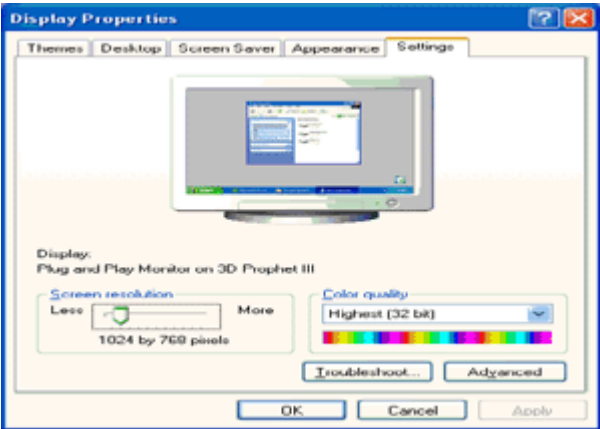 Display Properties
Themes Desktop Screen Saver Appearance Settings
Display:
Plug and Play Monitor on 3D Prophet III
Screen resolution
Less More
1024 by 768 pixels
Color quality
Highest (32 bit)
Troubleshoot... Advanced
OK Cancel Apply